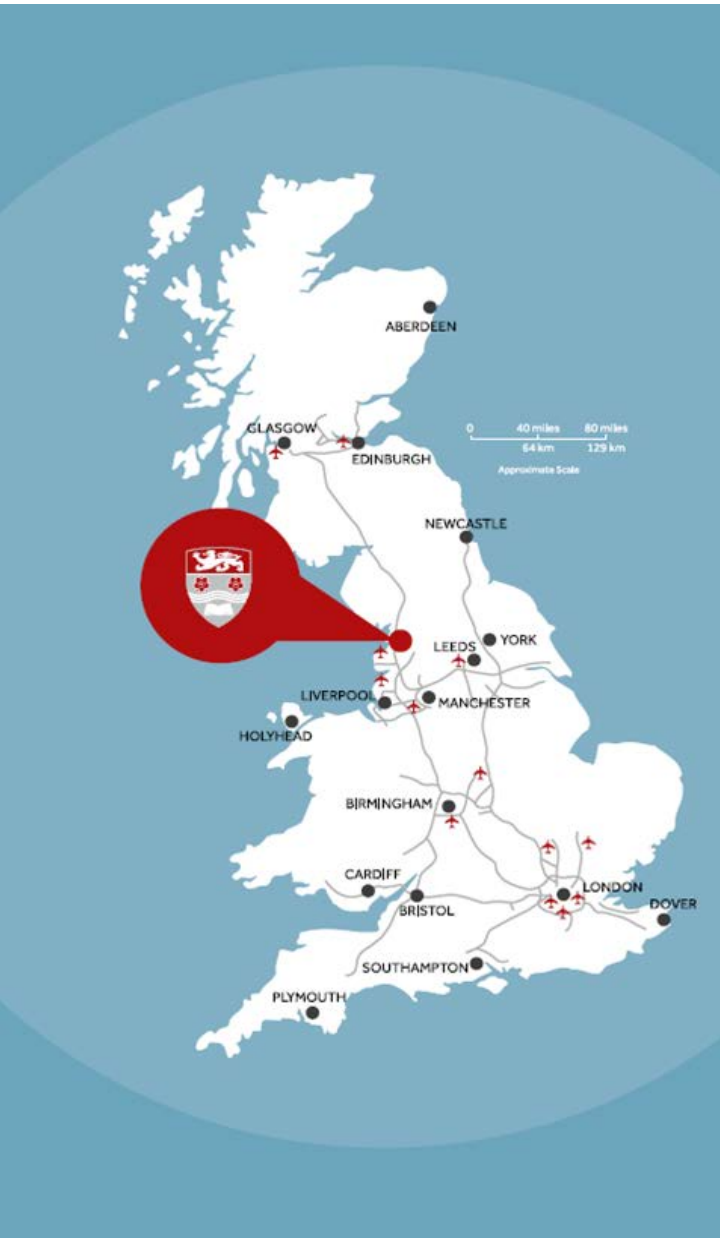 ABERDEEN
GLASGOW
EDINBURGH
0 40 miles 80 miles
64 km 129 km
Approximate Scale
NEWCASTLE
YORK
LEEDS
LIVERPOOL
MANCHESTER
HOLYHEAD
BIRMINGHAM
CARDIFF
LONDON
BRISTOL
DOVER
SOUTHAMPTON
PLYMOUTH